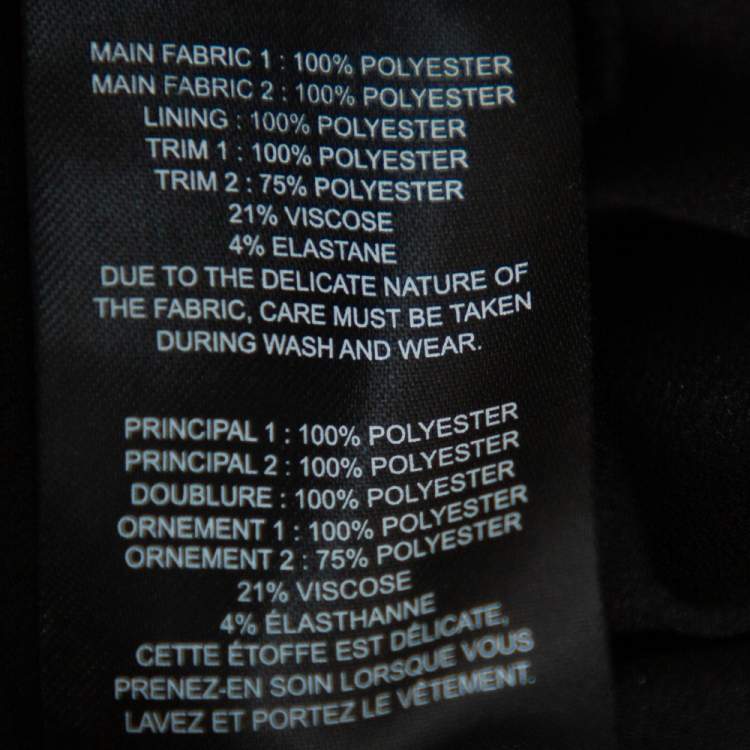 MAIN FABRIC 1 : 100% POLYESTER
MAIN FABRIC 2 : 100% POLYESTER
LINING : 100% POLYESTER
TRIM 1 : 100% POLYESTER
TRIM 2 : 75% POLYESTER
21% VISCOSE
4% ELASTANE
DUE TO THE DELICATE NATURE OF
THE FABRIC, CARE MUST BE TAKEN
DURING WASH AND WEAR.
PRINCIPAL 1 : 100% POLYESTER
PRINCIPAL 2 : 100% POLYESTER
DOUBLURE : 100% POLYESTER
ORNEMENT 1 : 100% POLYESTER
ORNEMENT 2 : 75% POLYESTER
21% VISCOSE
4% ÉLASTHANNE
CETTE ÉTOFFE EST DÉLICATE,
PRENEZ-EN SOIN LORSQUE VOUS
LAVEZ ET PORTEZ LE VÊTEMENT.